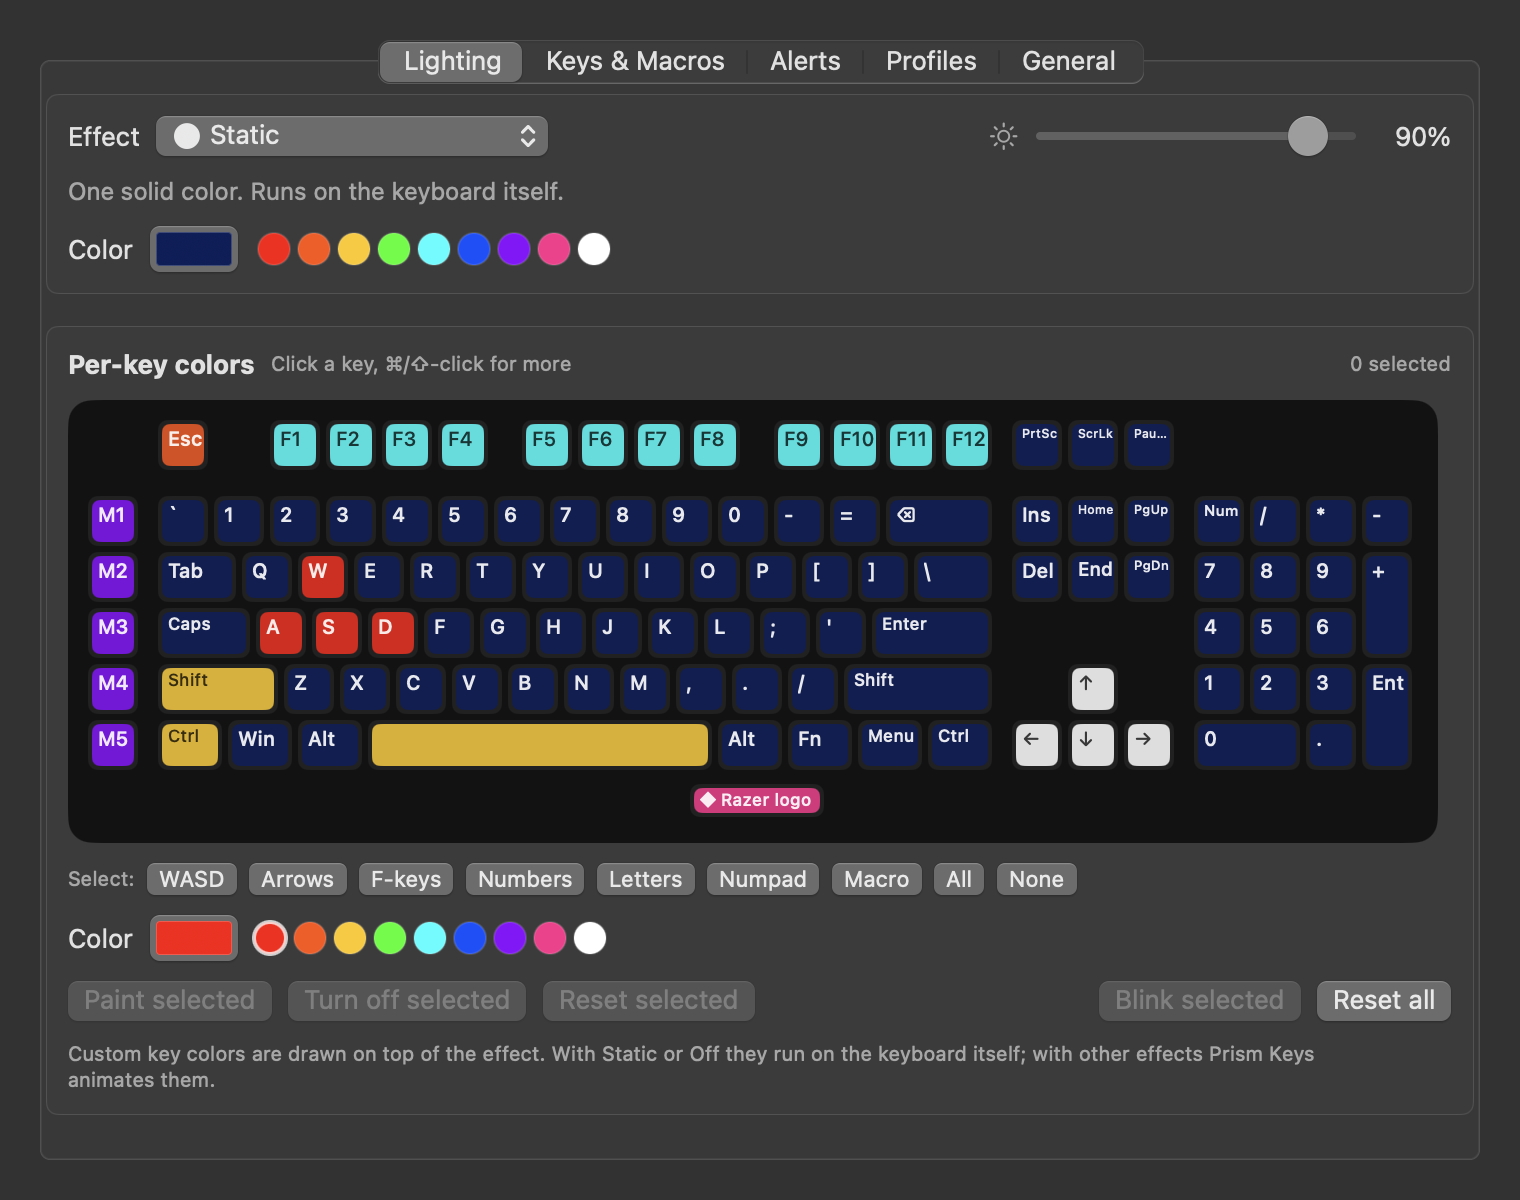 Lighting Keys & Macros Alerts Profiles General
Effect Static 90%
One solid color. Runs on the keyboard itself.
Color
Per-key colors Click a key, ⌘/⇧-click for more 0 selected
Esc F1 F2 F3 F4 F5 F6 F7 F8 F9 F10 F11 F12 PrtSc ScrLk Pau...
M1 ` 1 2 3 4 5 6 7 8 9 0 - = ⌫ Ins Home PgUp Num / * -
M2 Tab Q W E R T Y U I O P [ ] \ Del End PgDn 7 8 9 +
M3 Caps A S D F G H J K L ; ' Enter 4 5 6
M4 Shift Z X C V B N M , . / Shift ↑ 1 2 3 Ent
M5 Ctrl Win Alt Alt Fn Menu Ctrl ← ↓ → 0 .
◆ Razer logo
Select: WASD Arrows F-keys Numbers Letters Numpad Macro All None
Color
Paint selected Turn off selected Reset selected Blink selected Reset all
Custom key colors are drawn on top of the effect. With Static or Off they run on the keyboard itself; with other effects Prism Keys
animates them.